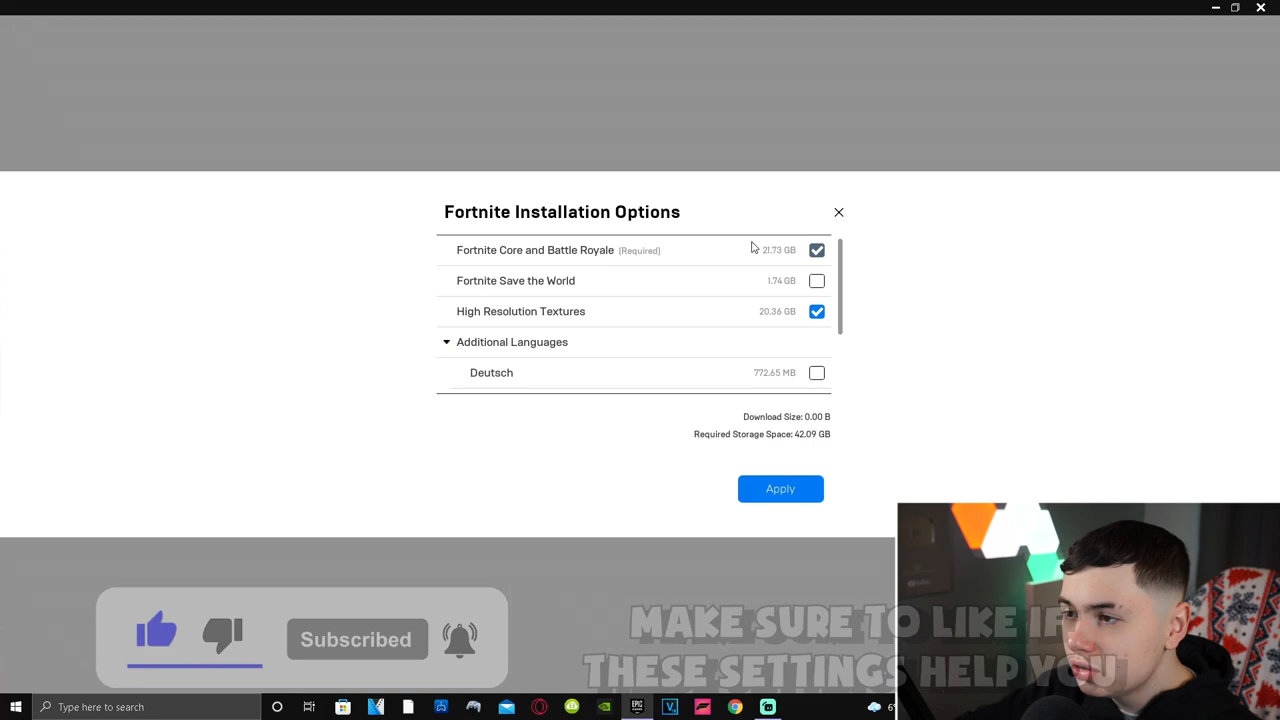 Fortnite Installation Options
Fortnite Core and Battle Royale (Required) 21.73 GB
Fortnite Save the World 1.74 GB
High Resolution Textures 20.36 GB
Additional Languages
Deutsch 772.65 MB
Download Size: 0.00 B
Required Storage Space: 42.09 GB
Apply
Subscribed
MAKE SURE TO LIKE IF
THESE SETTINGS HELP YOU
Type here to search
EPIC GAMES